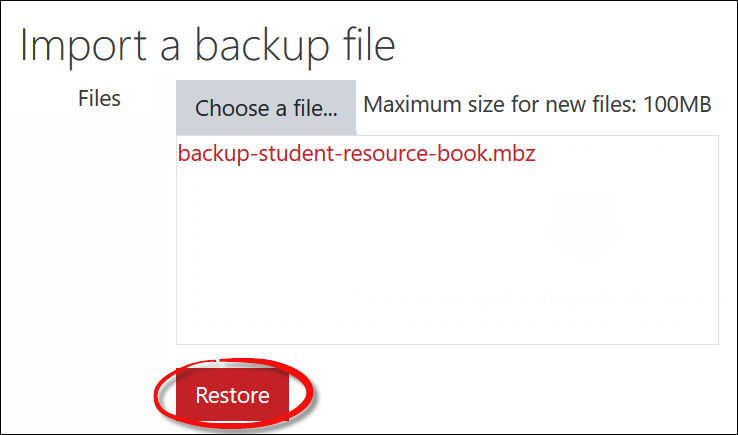 Import a backup file
Files
Choose a file... Maximum size for new files: 100MB
backup-student-resource-book.mbz
Restore